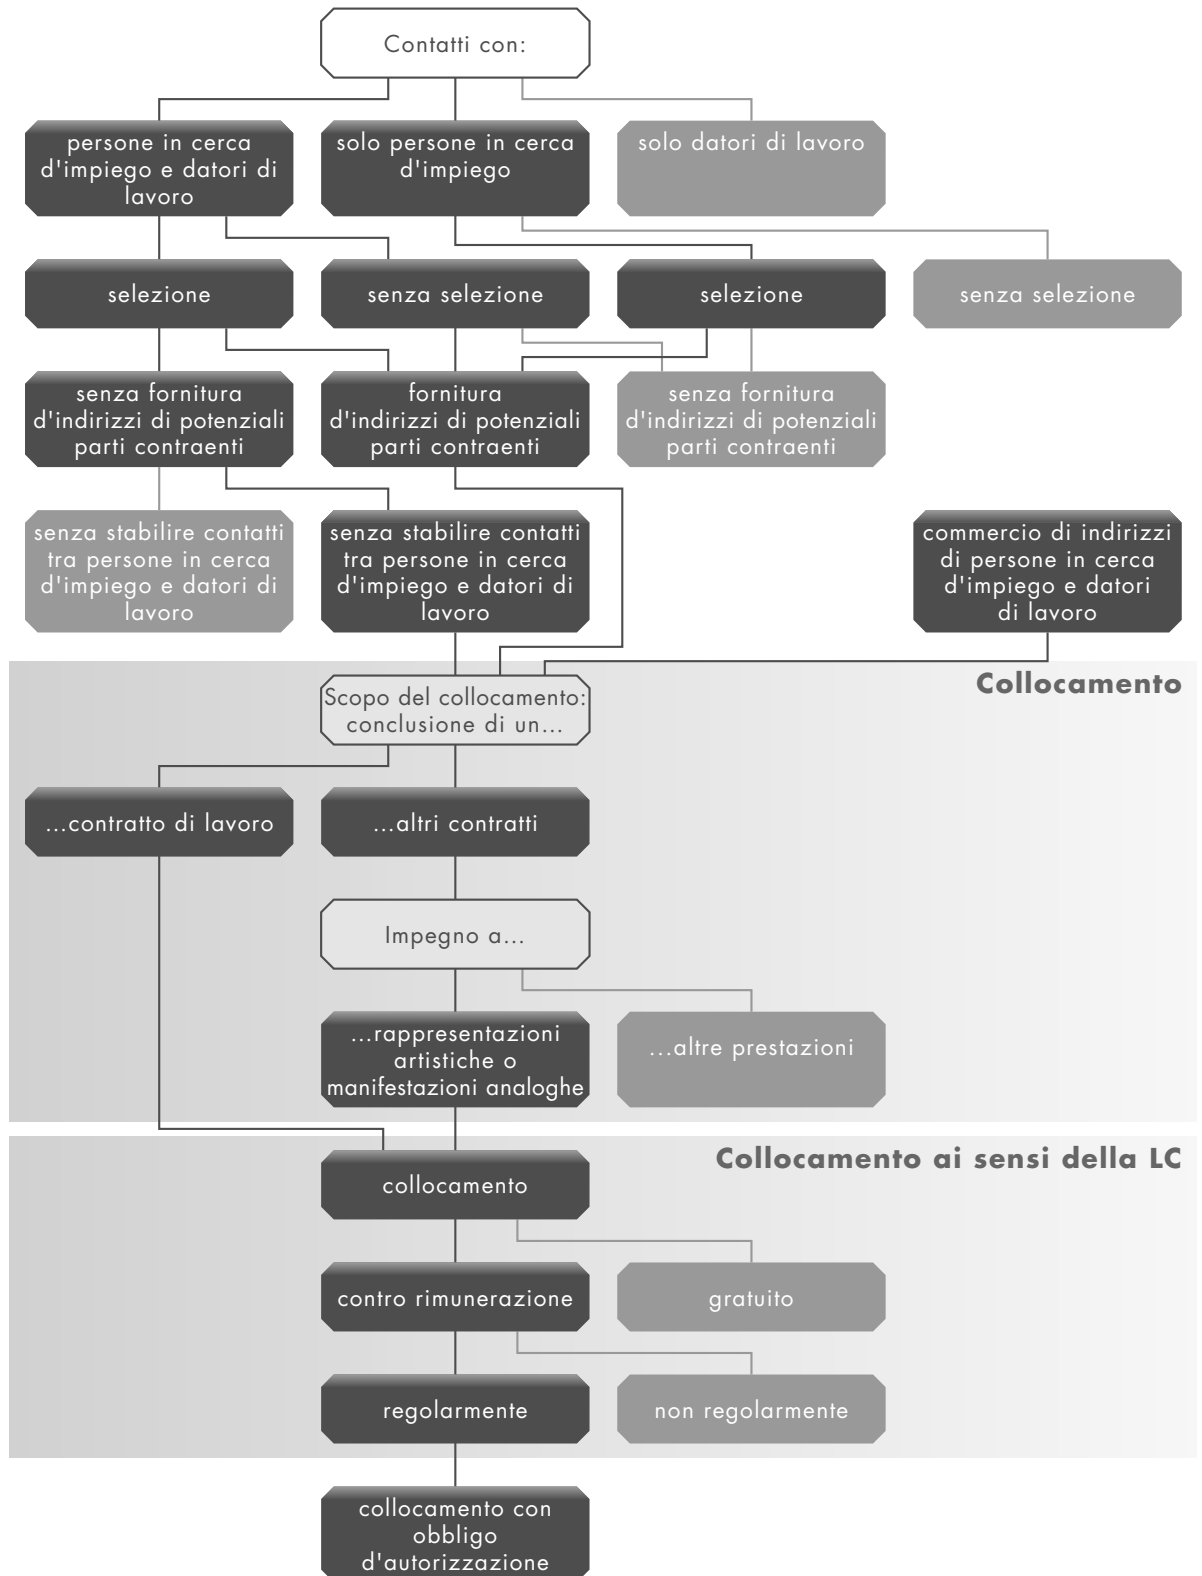 Contatti con:
persone in cerca
d'impiego e datori di
lavoro
solo persone in cerca
d'impiego
solo datori di lavoro
selezione
senza selezione
selezione
senza selezione
senza fornitura
d'indirizzi di potenziali
parti contraenti
fornitura
d'indirizzi di potenziali
parti contraenti
senza fornitura
d'indirizzi di potenziali
parti contraenti
senza stabilire contatti
tra persone in cerca
d'impiego e datori di
lavoro
senza stabilire contatti
tra persone in cerca
d'impiego e datori di
lavoro
commercio di indirizzi
di persone in cerca
d'impiego e datori
di lavoro
Collocamento
Scopo del collocamento:
conclusione di un...
...contratto di lavoro
...altri contratti
Impegno a...
...rappresentazioni
artistiche o
manifestazioni analoghe
...altre prestazioni
Collocamento ai sensi della LC
collocamento
contro rimunerazione
gratuito
regolarmente
non regolarmente
collocamento con
obbligo
d'autorizzazione